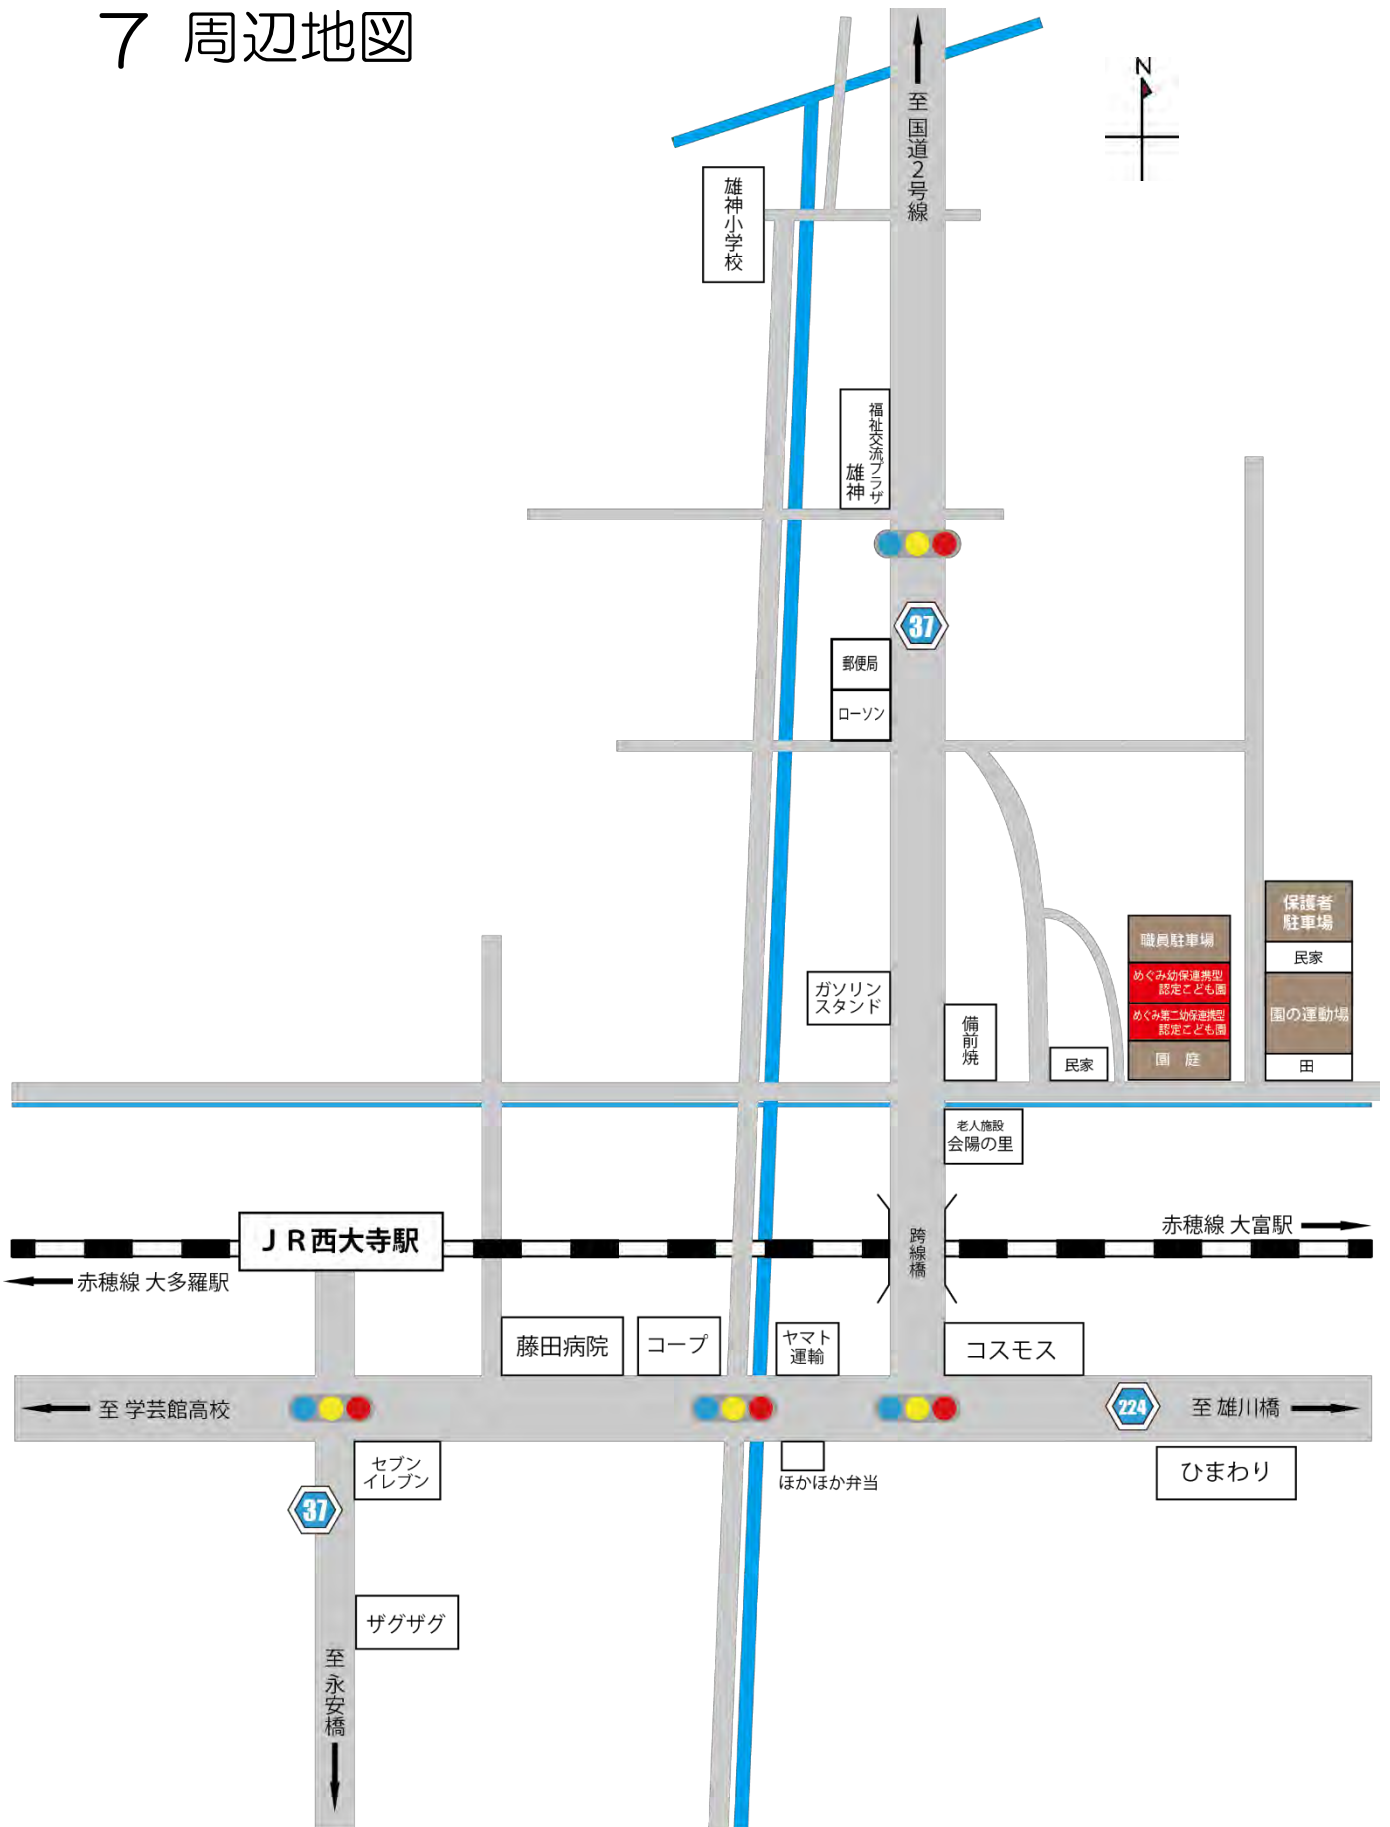 7 周辺地図
N
至 国道2号線
雄神小学校
福祉交流プラザ
雄神
37
郵便局
ローソン
保護者
駐車場
職員駐車場
民家
めぐみ幼保連携型
認定こども園
めぐみ第二幼保連携型
認定こども園
園の運動場
園 庭
田
ガソリン
スタンド
備前焼
民家
老人施設
会陽の里
JR西大寺駅
跨線橋
赤穂線 大富駅
赤穂線 大多羅駅
藤田病院
コープ
ヤマト
運輸
コスモス
至 学芸館高校
224
至 雄川橋
セブン
イレブン
ほかほか弁当
ひまわり
37
ザグザグ
至 永安橋